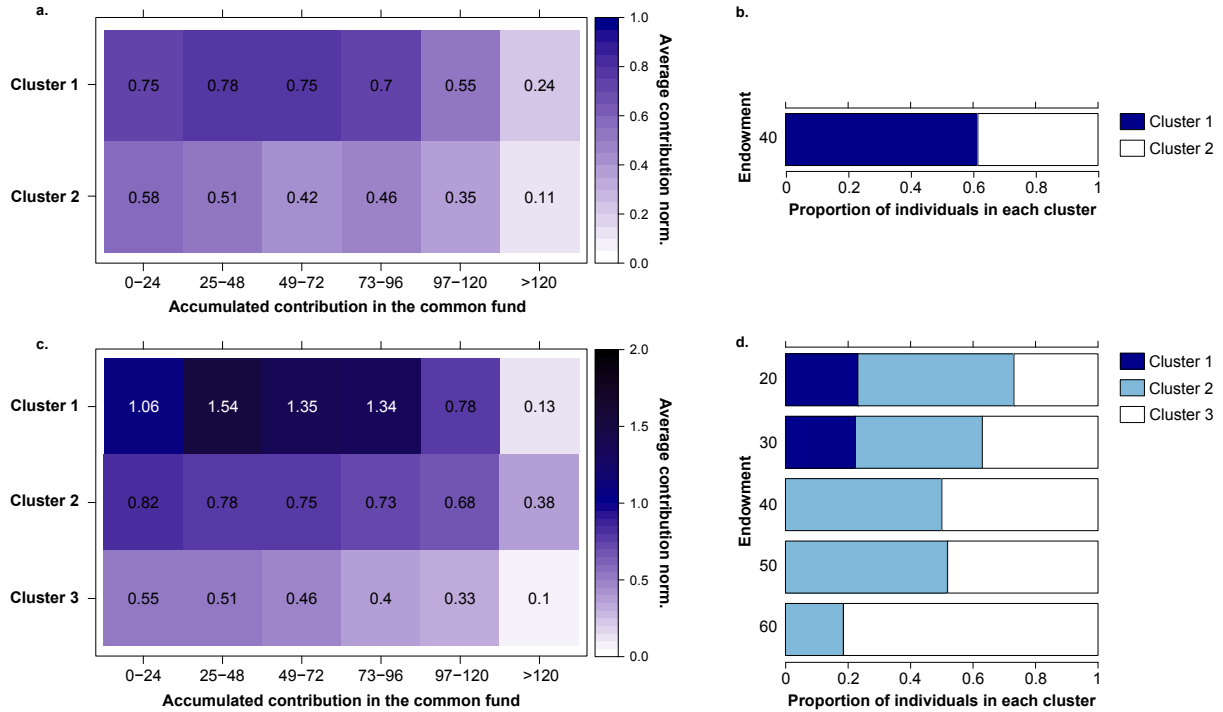 a.
Cluster 1
0.75 0.78 0.75 0.7 0.55 0.24
Cluster 2
0.58 0.51 0.42 0.46 0.35 0.11
0−24 25−48 49−72 73−96 97−120 >120
Accumulated contribution in the common fund
1.0
0.8
0.6
0.4
0.2
0.0
Average contribution norm.
b.
Endowment
40
0 0.2 0.4 0.6 0.8 1
Proportion of individuals in each cluster
Cluster 1
Cluster 2
c.
Cluster 1
1.06 1.54 1.35 1.34 0.78 0.13
Cluster 2
0.82 0.78 0.75 0.73 0.68 0.38
Cluster 3
0.55 0.51 0.46 0.4 0.33 0.1
0−24 25−48 49−72 73−96 97−120 >120
Accumulated contribution in the common fund
2.0
1.5
1.0
0.5
0.0
Average contribution norm.
d.
Endowment
20
30
40
50
60
0 0.2 0.4 0.6 0.8 1
Proportion of individuals in each cluster
Cluster 1
Cluster 2
Cluster 3